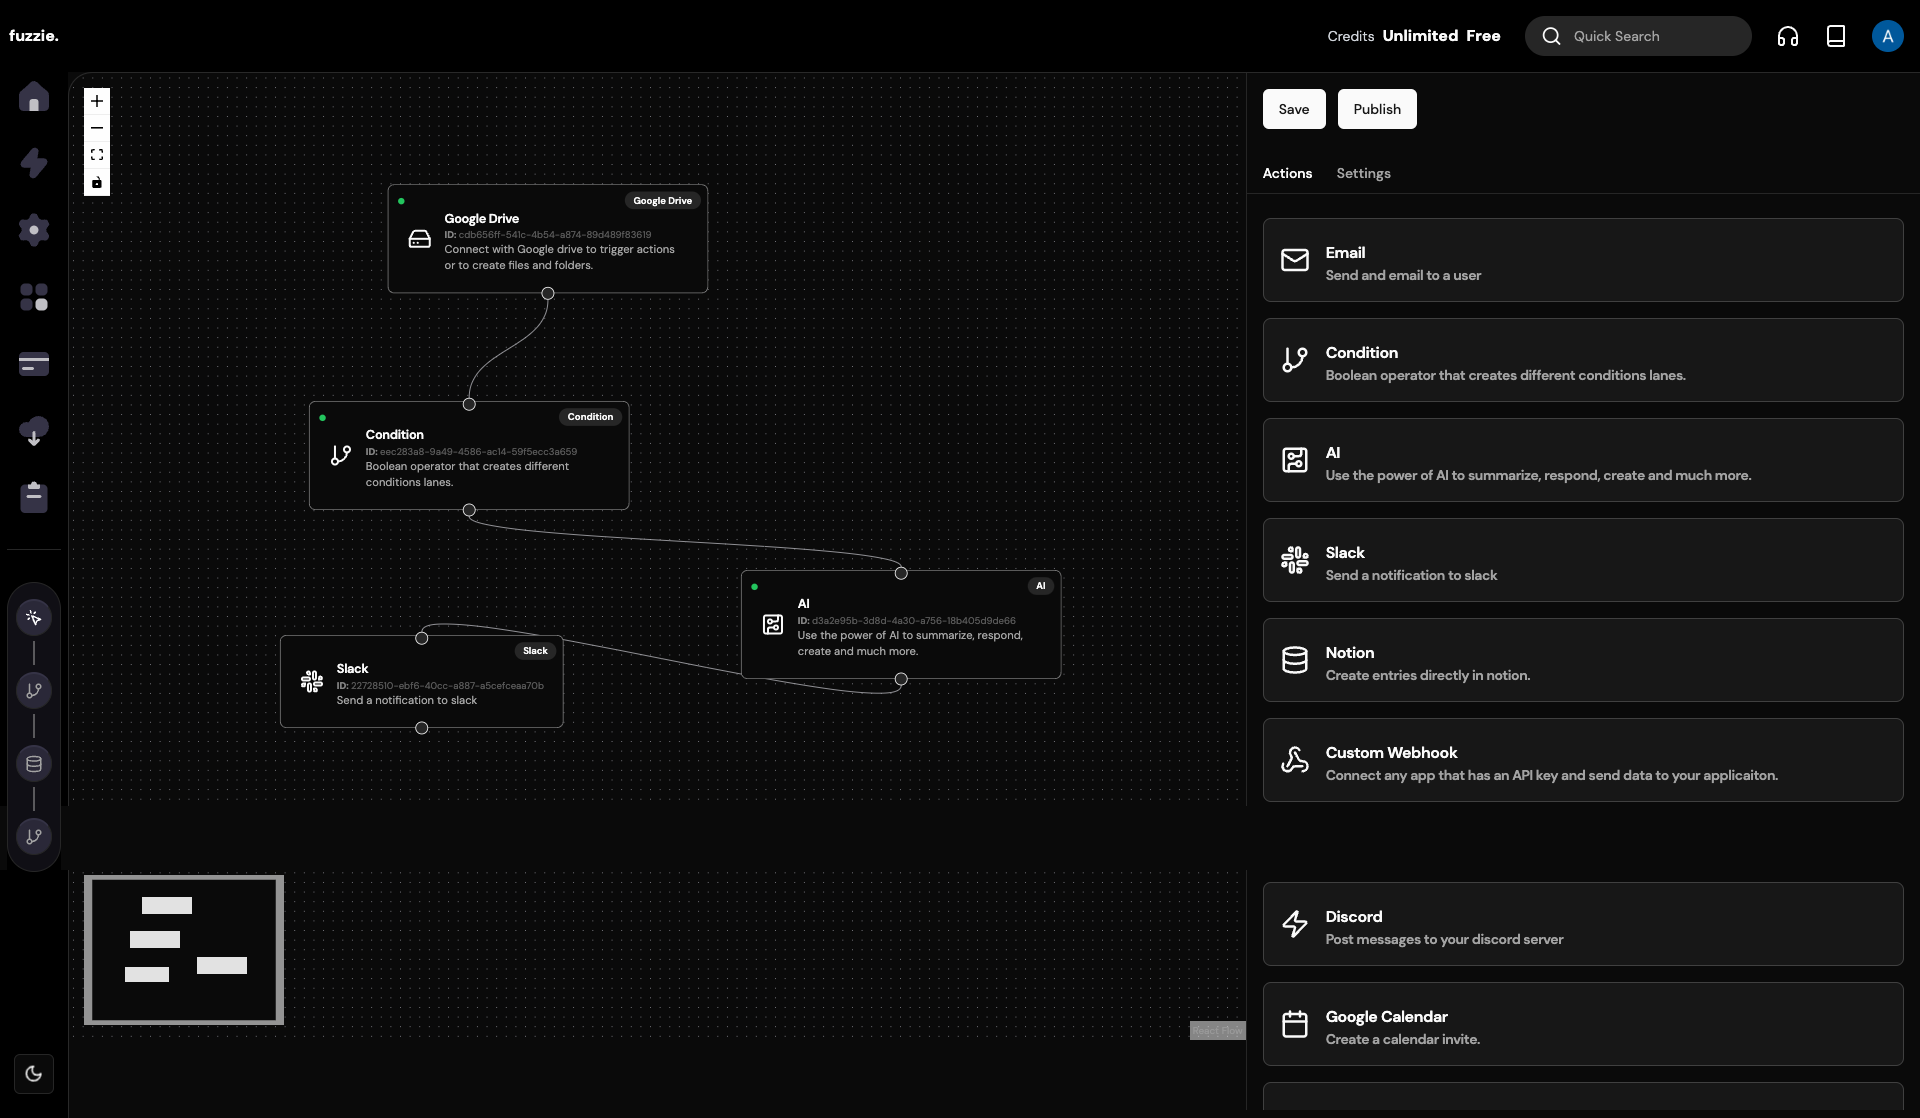 fuzzie.
Credits Unlimited Free
Quick Search
A
Save
Publish
Actions
Settings
Google Drive
Google Drive
ID: cdb656ff-541c-4b54-a874-89d489f83619
Connect with Google drive to trigger actions
or to create files and folders.
Condition
Condition
ID: eec283a8-9a49-4586-ac14-59f5ecc3a659
Boolean operator that creates different
conditions lanes.
AI
AI
ID: d3a2e95b-3d8d-4a30-a756-18b405d9de66
Use the power of AI to summarize, respond,
create and much more.
Slack
Slack
ID: 22728510-ebf6-40cc-a887-a5cefceaa70b
Send a notification to slack
React Flow
Email
Send and email to a user
Condition
Boolean operator that creates different conditions lanes.
AI
Use the power of AI to summarize, respond, create and much more.
Slack
Send a notification to slack
Notion
Create entries directly in notion.
Custom Webhook
Connect any app that has an API key and send data to your applicaiton.
Discord
Post messages to your discord server
Google Calendar
Create a calendar invite.